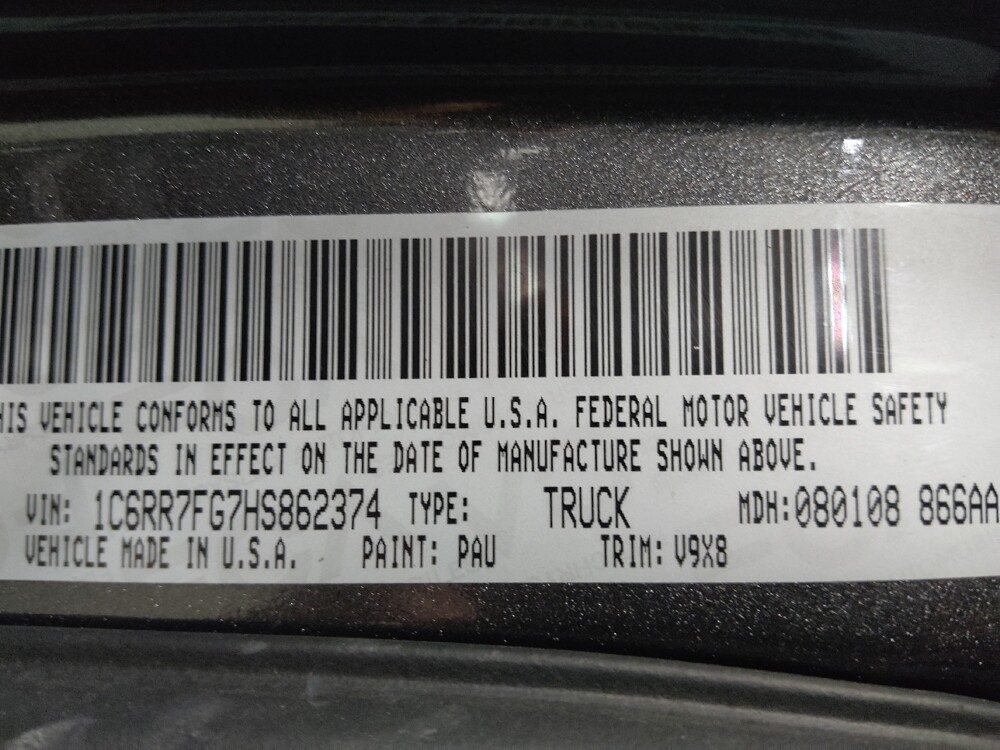 HIS VEHICLE CONFORMS TO ALL APPLICABLE U.S.A. FEDERAL MOTOR VEHICLE SAFETY
STANDARDS IN EFFECT ON THE DATE OF MANUFACTURE SHOWN ABOVE.
VIN: 1C6RR7FG7HS862374 TYPE: TRUCK MDH:080108 866AA
VEHICLE MADE IN U.S.A. PAINT: PAU TRIM: V9X8